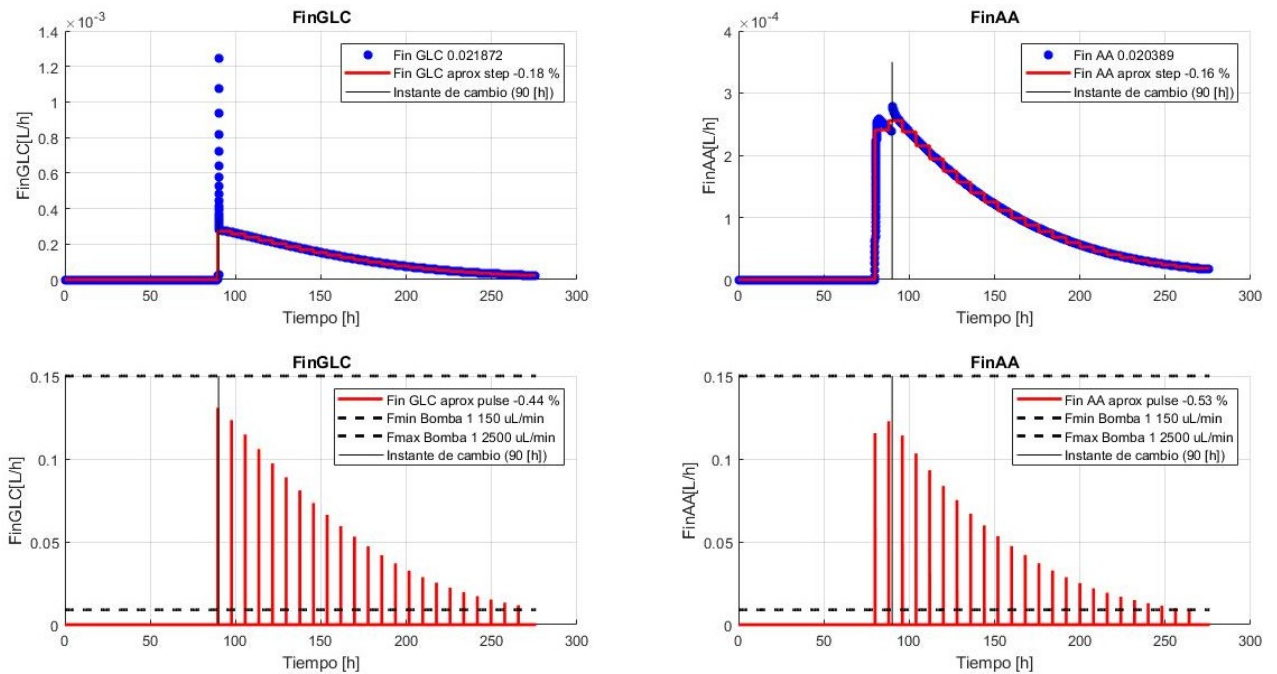 FinGLC
×10⁻³
1.4
1.2
1
0.8
0.6
0.4
0.2
0
FinGLC[L/h]
Fin GLC 0.021872
Fin GLC aprox step -0.18 %
Instante de cambio (90 [h])
0 50 100 150 200 250 300
Tiempo [h]
FinAA
×10⁻⁴
4
3
2
1
0
FinAA[L/h]
Fin AA 0.020389
Fin AA aprox step -0.16 %
Instante de cambio (90 [h])
0 50 100 150 200 250 300
Tiempo [h]
FinGLC
0.15
0.1
0.05
0
FinGLC[L/h]
Fin GLC aprox pulse -0.44 %
Fmin Bomba 1 150 uL/min
Fmax Bomba 1 2500 uL/min
Instante de cambio (90 [h])
0 50 100 150 200 250 300
Tiempo [h]
FinAA
0.15
0.1
0.05
0
FinAA[L/h]
Fin AA aprox pulse -0.53 %
Fmin Bomba 1 150 uL/min
Fmax Bomba 1 2500 uL/min
Instante de cambio (90 [h])
0 50 100 150 200 250 300
Tiempo [h]